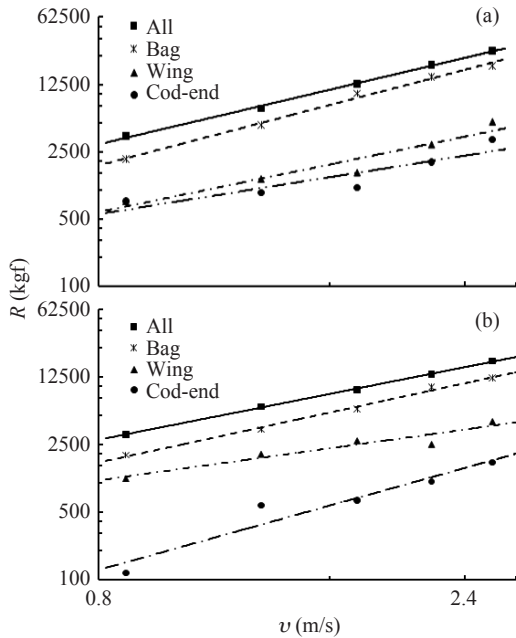 62500
(a)
All
Bag
12500
Wing
Cod-end
2500
500
100
R (kgf)
62500
(b)
All
Bag
12500
Wing
Cod-end
2500
500
100
0.8
2.4
υ (m/s)